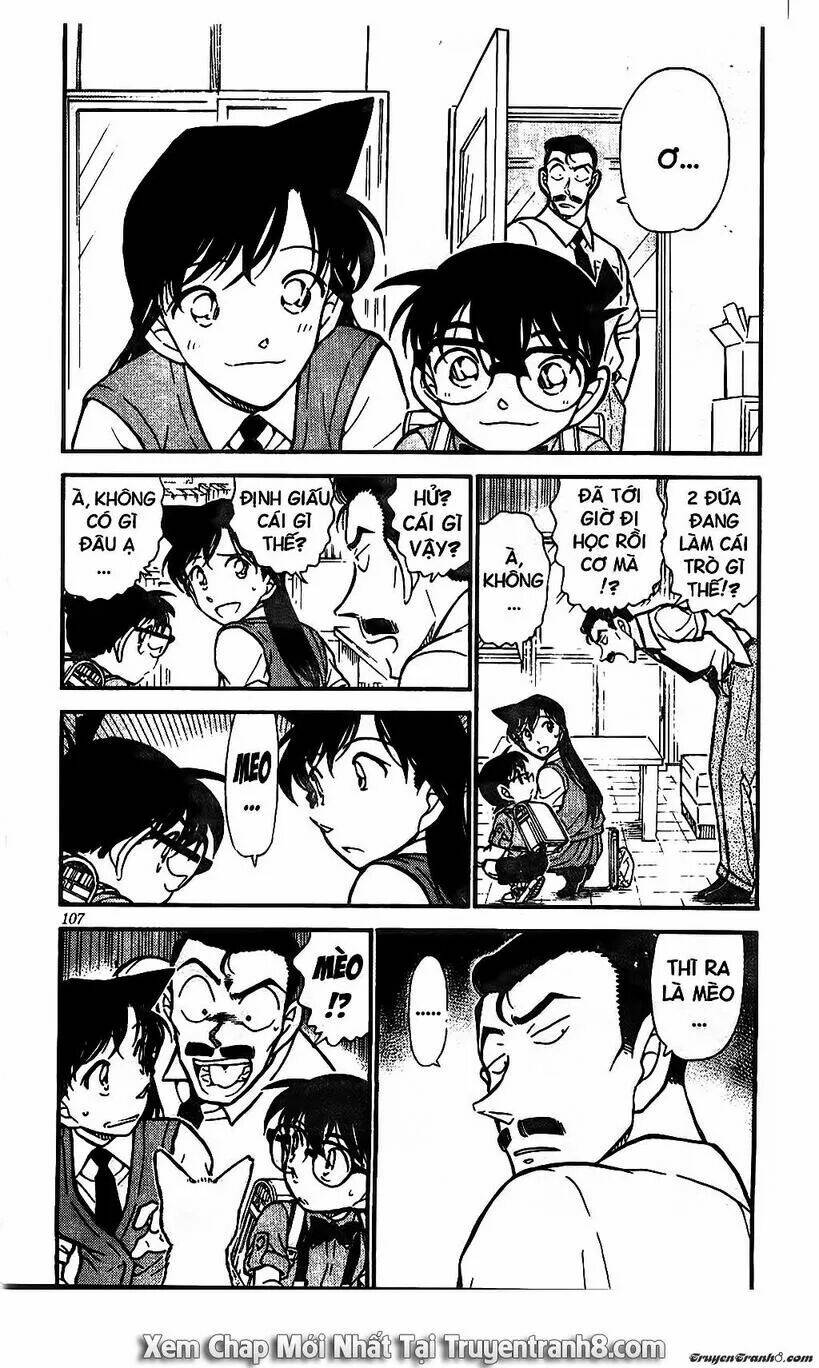 Ơ...
2 ĐỨA
ĐANG
LÀM CÁI
TRÒ GÌ
THẾ!?
ĐÃ TỚI
GIỜ ĐI
HỌC RỒI
CƠ MÀ
!?
À,
KHÔNG
...
HỬ?
CÁI GÌ
VẬY?
ĐỊNH GIẤU
CÁI GÌ
THẾ?
À, KHÔNG
CÓ GÌ
ĐÂU Ạ
...
MEO
...
107
THÌ RA
LÀ MÈO
...
......
MÈO
!?
Xem Chap Mới Nhất Tại Truyentranh8.com
TruyenTranh8.com